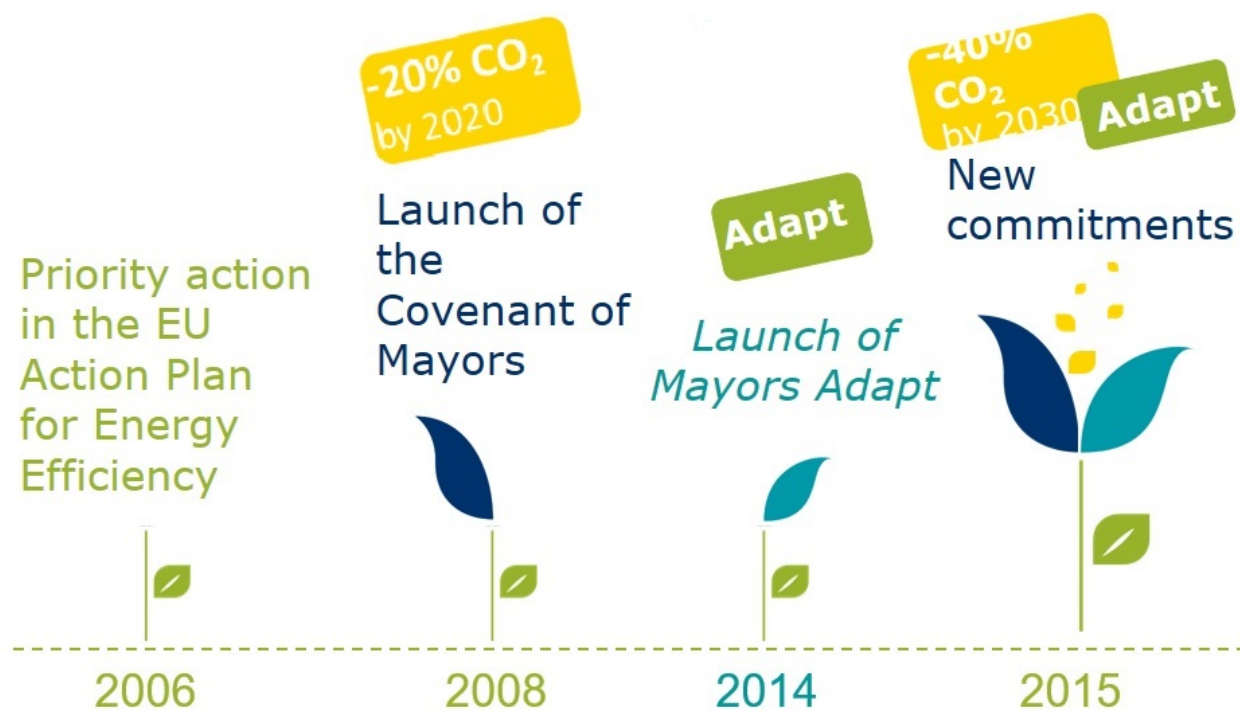 Priority action
in the EU
Action Plan
for Energy
Efficiency
2006
-20% CO₂
by 2020
Launch of
the
Covenant of
Mayors
2008
Adapt
Launch of
Mayors Adapt
2014
-40%
CO₂
by 2030
Adapt
New
commitments
2015